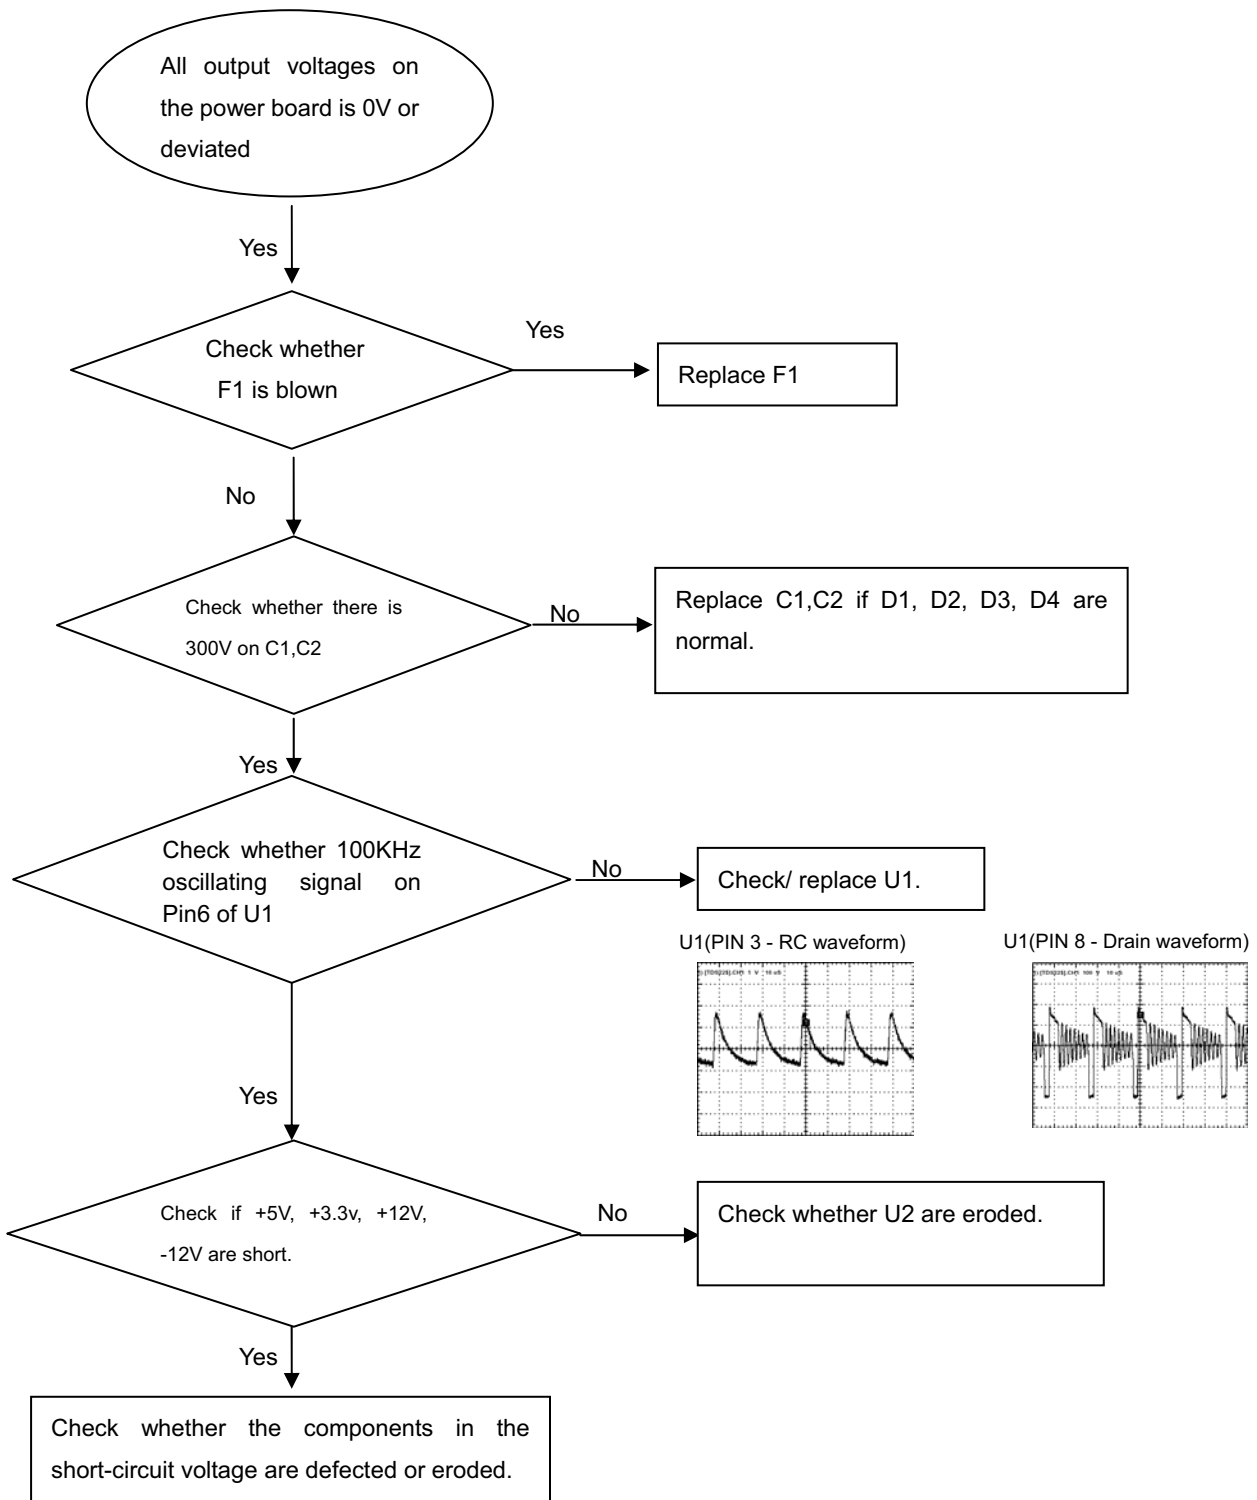 All output voltages on
the power board is 0V or
deviated
Yes
Check whether
F1 is blown
Yes
Replace F1
No
Check whether there is
300V on C1,C2
No
Replace C1,C2 if D1, D2, D3, D4 are
normal.
Yes
Check whether 100KHz
oscillating signal on
Pin6 of U1
No
Check/ replace U1.
U1(PIN 3 - RC waveform)
U1(PIN 8 - Drain waveform)
Yes
Check if +5V, +3.3v, +12V,
-12V are short.
No
Check whether U2 are eroded.
Yes
Check whether the components in the
short-circuit voltage are defected or eroded.